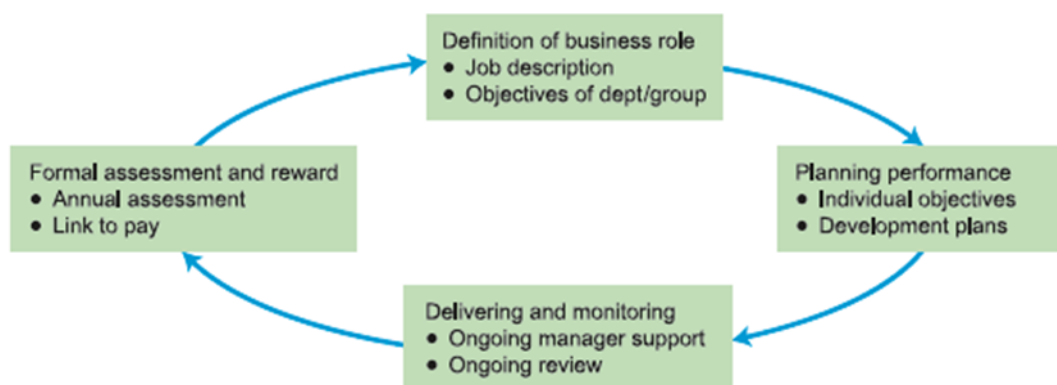 Definition of business role
● Job description
● Objectives of dept/group
Planning performance
● Individual objectives
● Development plans
Delivering and monitoring
● Ongoing manager support
● Ongoing review
Formal assessment and reward
● Annual assessment
● Link to pay